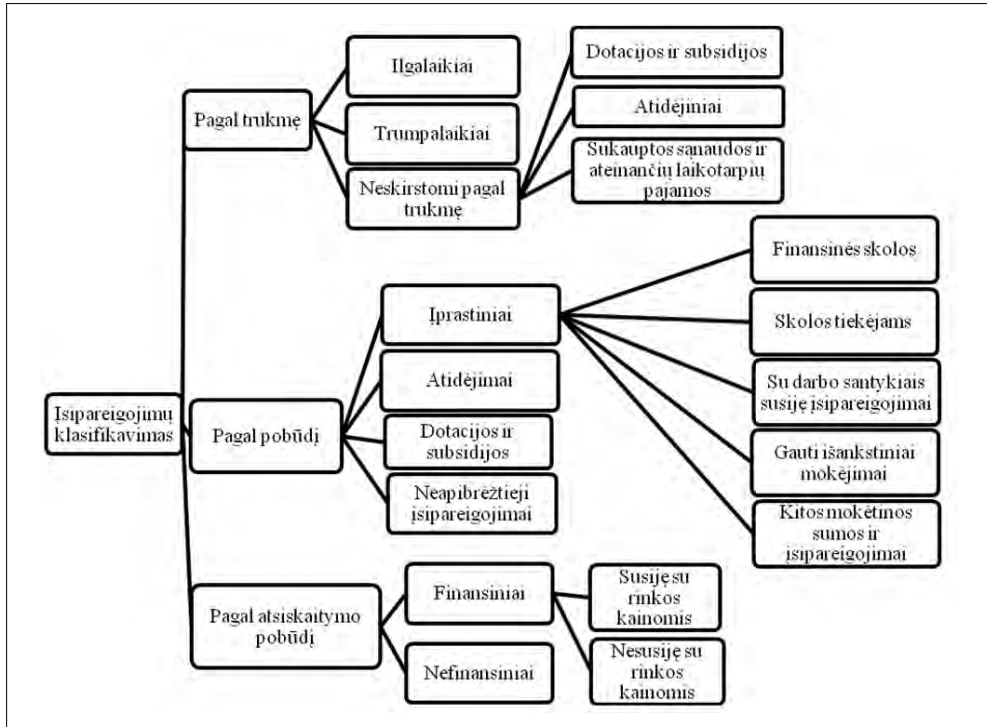 Įsipareigojimų
klasifikavimas
Pagal trukmę
Ilgalaikiai
Trumpalaikiai
Neskirstomi pagal
trukmę
Dotacijos ir subsidijos
Atidėjiniai
Sukauptos sąnaudos ir
ateinančių laikotarpių
pajamos
Pagal pobūdį
Įprastiniai
Atidėjimai
Dotacijos ir
subsidijos
Neapibrėžtieji
įsipareigojimai
Finansinės skolos
Skolos tiekėjams
Su darbo santykiais
susiję įsipareigojimai
Gauti išankstiniai
mokėjimai
Kitos mokėtinos
sumos ir
įsipareigojimai
Pagal atsiskaitymo
pobūdį
Finansiniai
Nefinansiniai
Susiję su
rinkos
kainomis
Nesusiję su
rinkos
kainomis